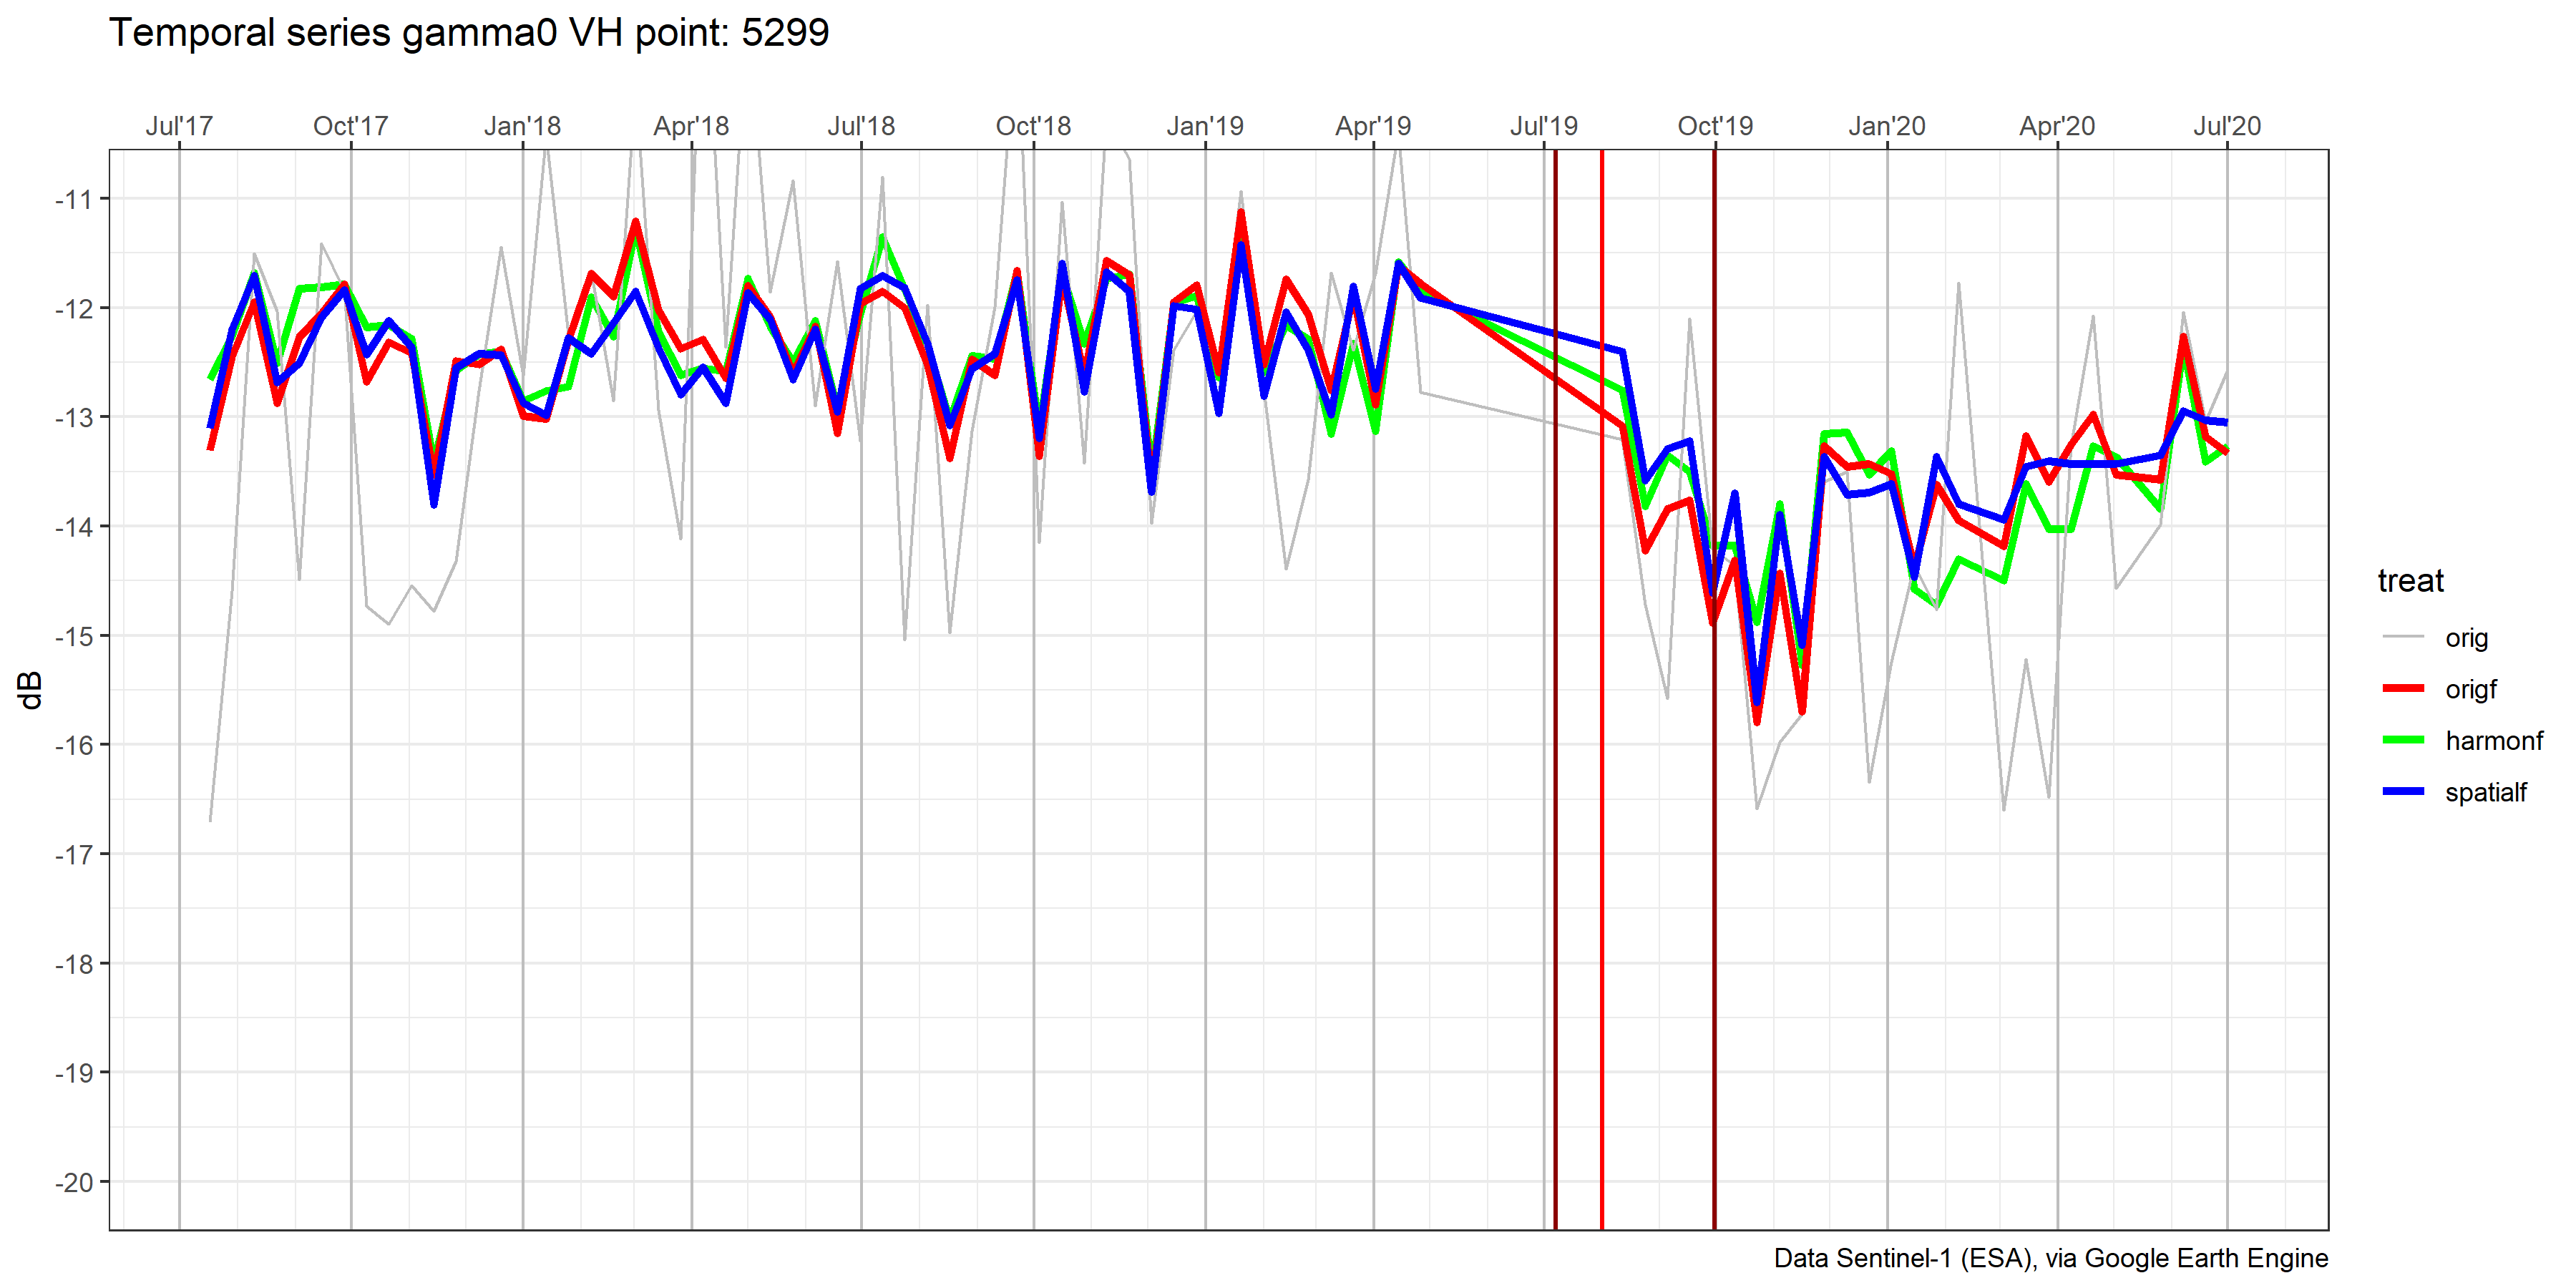 Temporal series gamma0 VH point: 5299
Jul'17 Oct'17 Jan'18 Apr'18 Jul'18 Oct'18 Jan'19 Apr'19 Jul'19 Oct'19 Jan'20 Apr'20 Jul'20
-11
-12
-13
-14
-15
-16
-17
-18
-19
-20
dB
treat
orig
origf
harmonf
spatialf
Data Sentinel-1 (ESA), via Google Earth Engine